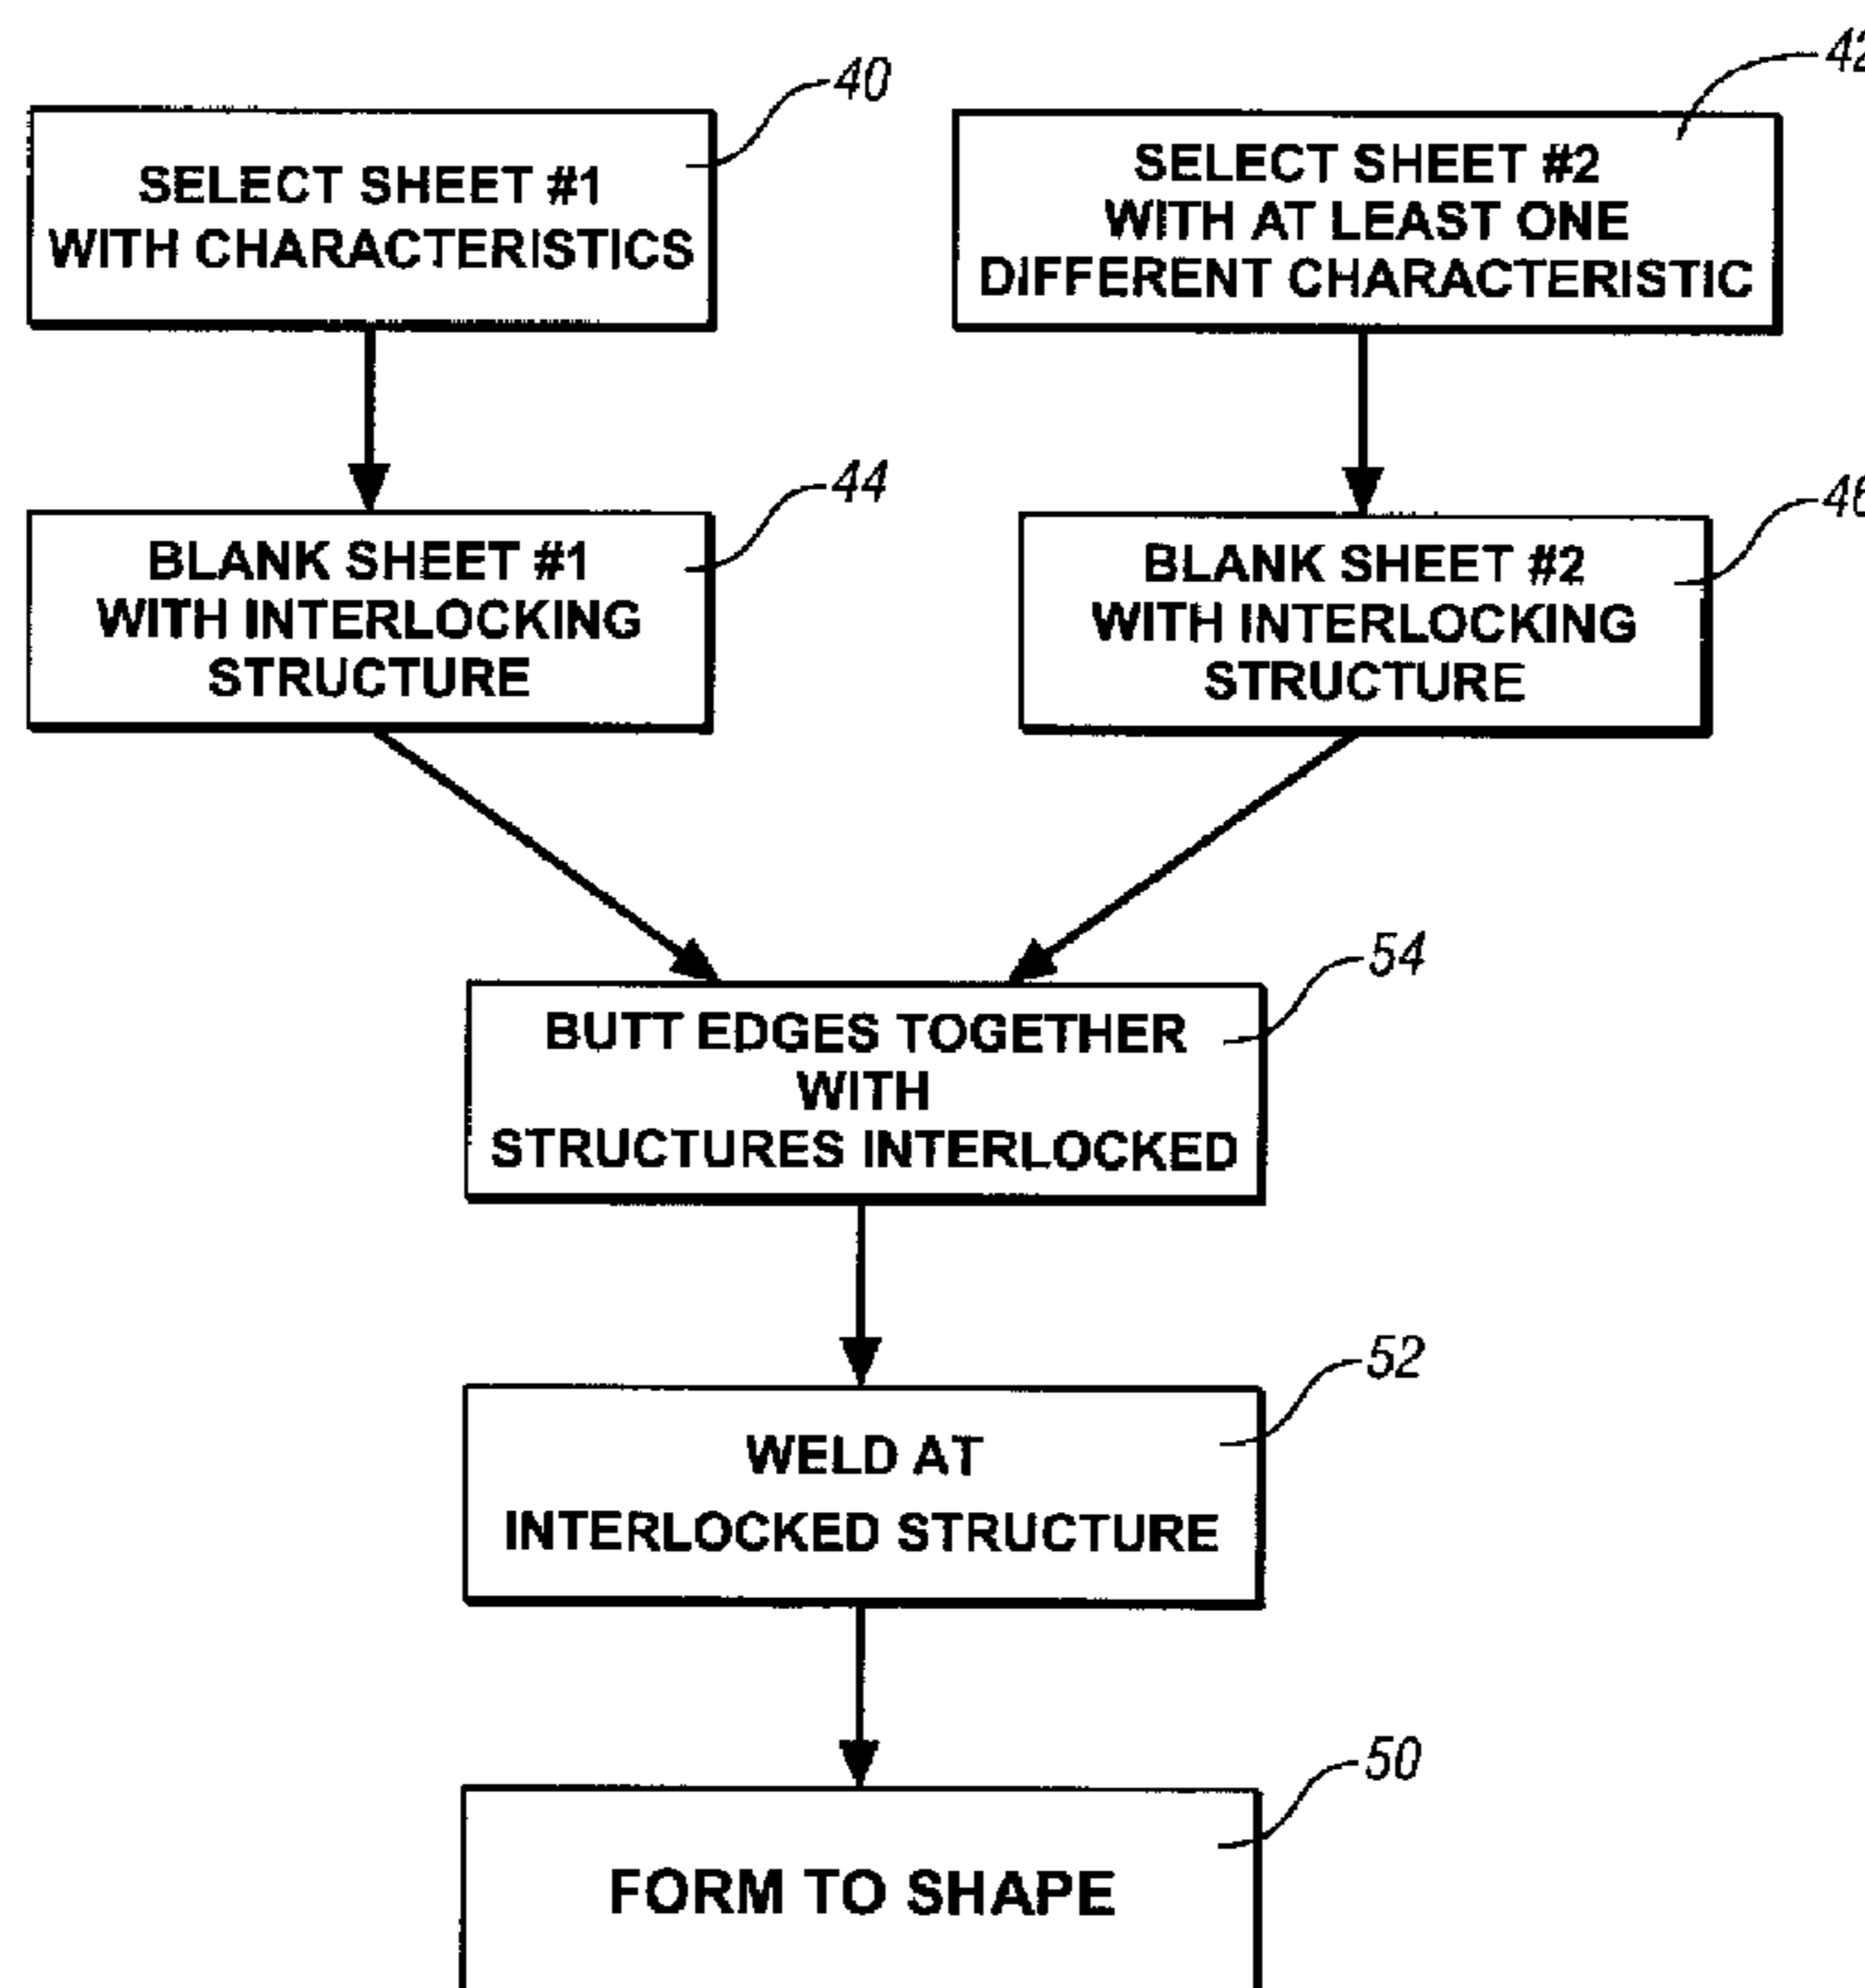 40
SELECT SHEET #1
WITH CHARACTERISTICS
42
SELECT SHEET #2
WITH AT LEAST ONE
DIFFERENT CHARACTERISTIC
44
BLANK SHEET #1
WITH INTERLOCKING
STRUCTURE
BLANK SHEET #2
WITH INTERLOCKING
STRUCTURE
54
BUTT EDGES TOGETHER
WITH
STRUCTURES INTERLOCKED
52
WELD AT
INTERLOCKED STRUCTURE
50
FORM TO SHAPE